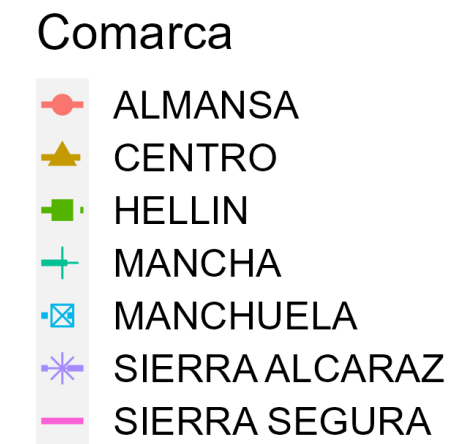 Comarca
ALMANSA
CENTRO
HELLIN
MANCHA
MANCHUELA
SIERRA ALCARAZ
SIERRA SEGURA